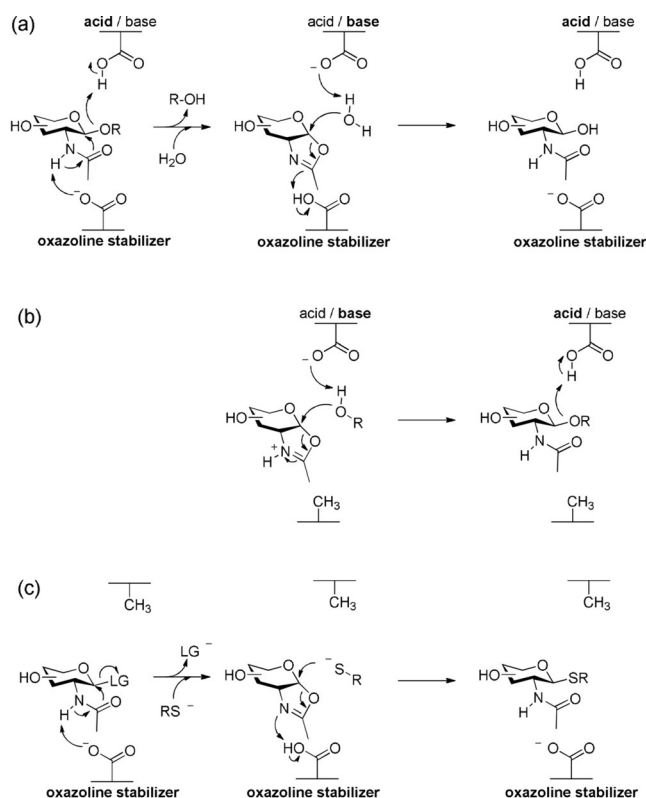 (a)
acid / base
acid / base
acid / base
O
O
H
O
O
−
O
O
H
HO
O
OR
N
H
O
−
O
O
oxazoline stabilizer
R-OH
H2O
HO
O
N
O
H
O
H
HO
O
oxazoline stabilizer
HO
O
OH
N
H
O
−
O
O
oxazoline stabilizer
(b)
acid / base
acid / base
−
O
O
O
O
H
H
O
R
HO
O
O
N
+
H
CH3
HO
O
OR
N
H
O
CH3
(c)
CH3
CH3
CH3
HO
O
LG
N
H
O
−
O
O
oxazoline stabilizer
LG −
RS −
HO
O
N
O
−
S
R
HO
O
oxazoline stabilizer
HO
O
SR
N
H
O
−
O
O
oxazoline stabilizer